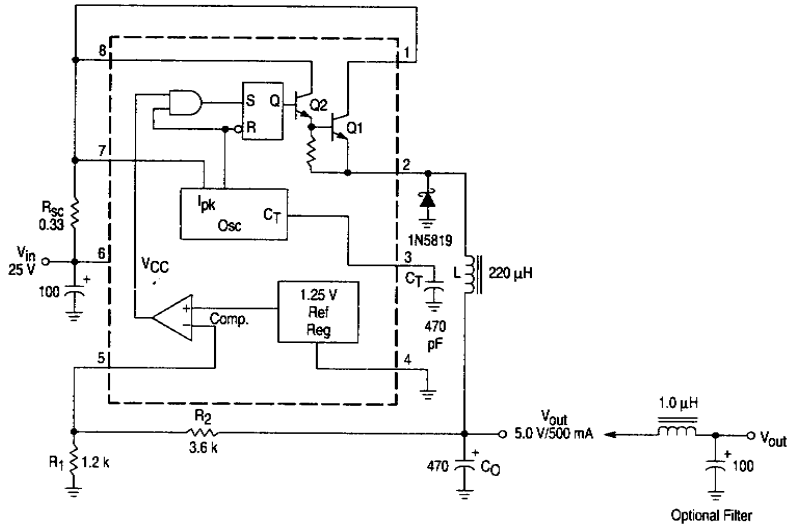 8
1
S
Q
Q2
R
Q1
7
2
Ipk
CT
Osc
Rsc
0.33
1N5819
Vin
25 V
6
3
VCC
CT
L
220 µH
100
+
1.25 V
Ref
Reg
470
pF
+
−
Comp.
5
4
R2
3.6 k
Vout
5.0 V/500 mA
1.0 µH
Vout
R1
1.2 k
470
+
CO
+
100
Optional Filter